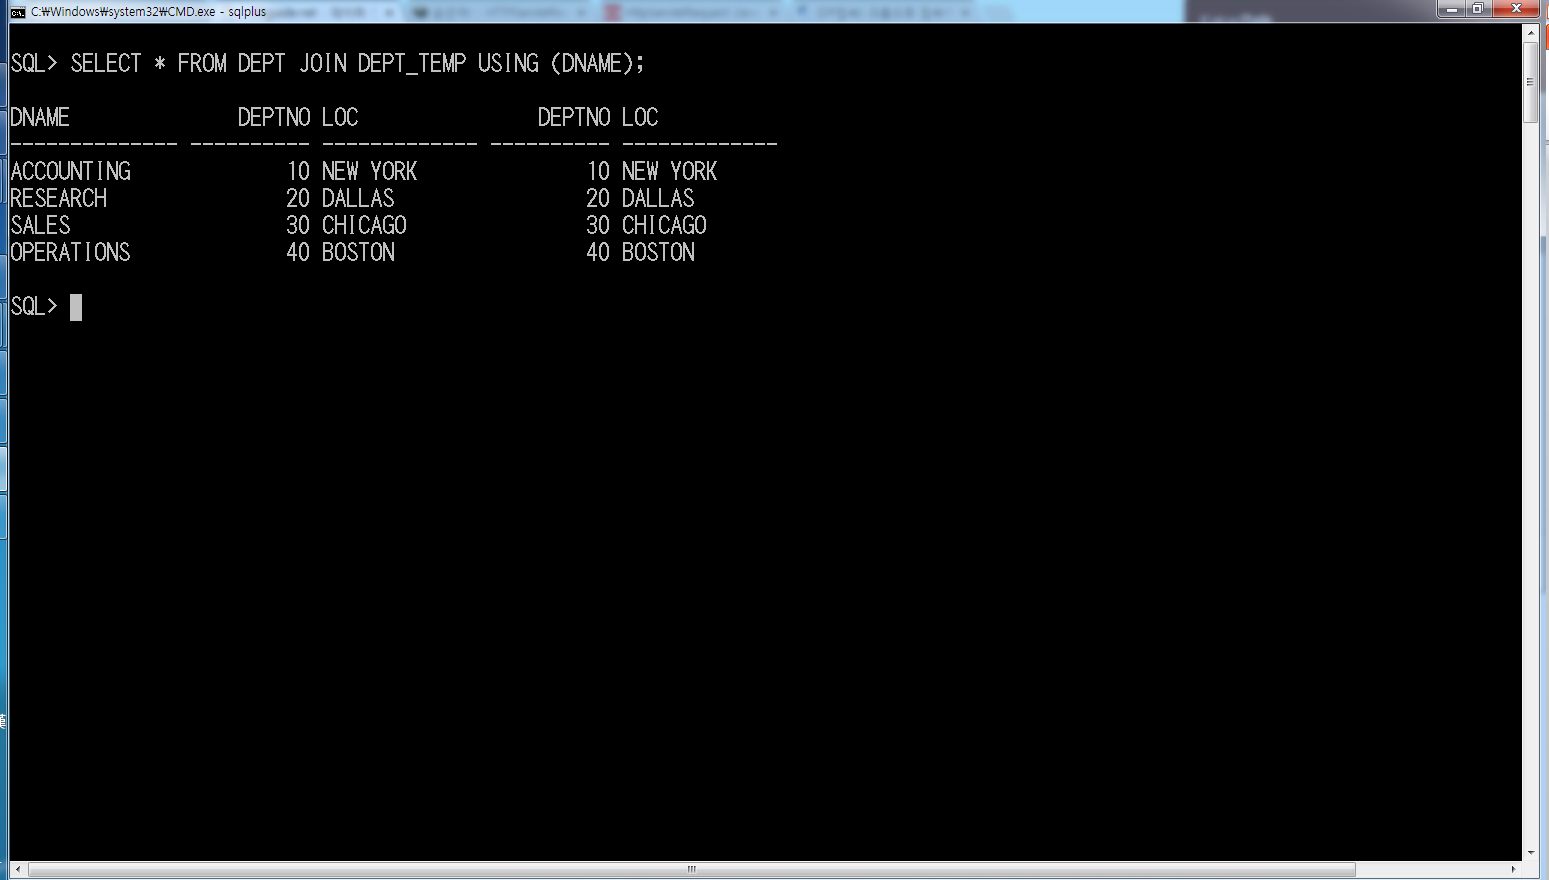 C:₩Windows₩system32₩CMD.exe - sqlplus
SQL> SELECT * FROM DEPT JOIN DEPT_TEMP USING (DNAME);
DNAME              DEPTNO LOC               DEPTNO LOC
-------------- ---------- ------------- ---------- -------------
ACCOUNTING             10 NEW YORK              10 NEW YORK
RESEARCH               20 DALLAS                20 DALLAS
SALES                  30 CHICAGO               30 CHICAGO
OPERATIONS             40 BOSTON                40 BOSTON
SQL>